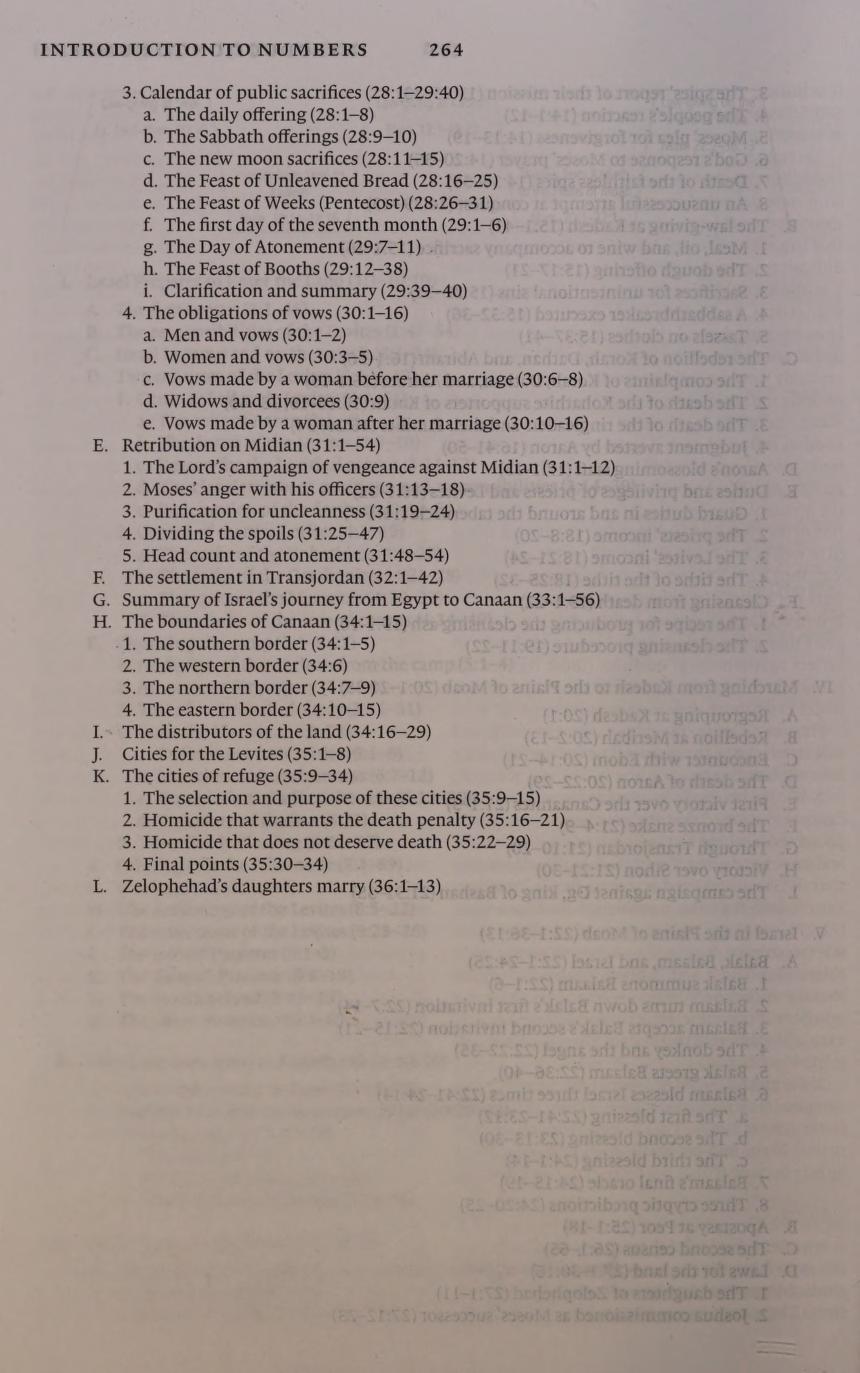 INTRODUCTION TO NUMBERS 264
3. Calendar of public sacrifices (28:1–29:40)
a. The daily offering (28:1–8)
b. The Sabbath offerings (28:9–10)
c. The new moon sacrifices (28:11–15)
d. The Feast of Unleavened Bread (28:16–25)
e. The Feast of Weeks (Pentecost) (28:26–31)
f. The first day of the seventh month (29:1–6)
g. The Day of Atonement (29:7–11)
h. The Feast of Booths (29:12–38)
i. Clarification and summary (29:39–40)
4. The obligations of vows (30:1–16)
a. Men and vows (30:1–2)
b. Women and vows (30:3–5)
c. Vows made by a woman before her marriage (30:6–8)
d. Widows and divorcees (30:9)
e. Vows made by a woman after her marriage (30:10–16)
E. Retribution on Midian (31:1–54)
1. The Lord's campaign of vengeance against Midian (31:1–12)
2. Moses' anger with his officers (31:13–18)
3. Purification for uncleanness (31:19–24)
4. Dividing the spoils (31:25–47)
5. Head count and atonement (31:48–54)
F. The settlement in Transjordan (32:1–42)
G. Summary of Israel's journey from Egypt to Canaan (33:1–56)
H. The boundaries of Canaan (34:1–15)
1. The southern border (34:1–5)
2. The western border (34:6)
3. The northern border (34:7–9)
4. The eastern border (34:10–15)
I. The distributors of the land (34:16–29)
J. Cities for the Levites (35:1–8)
K. The cities of refuge (35:9–34)
1. The selection and purpose of these cities (35:9–15)
2. Homicide that warrants the death penalty (35:16–21)
3. Homicide that does not deserve death (35:22–29)
4. Final points (35:30–34)
L. Zelophehad's daughters marry (36:1–13)